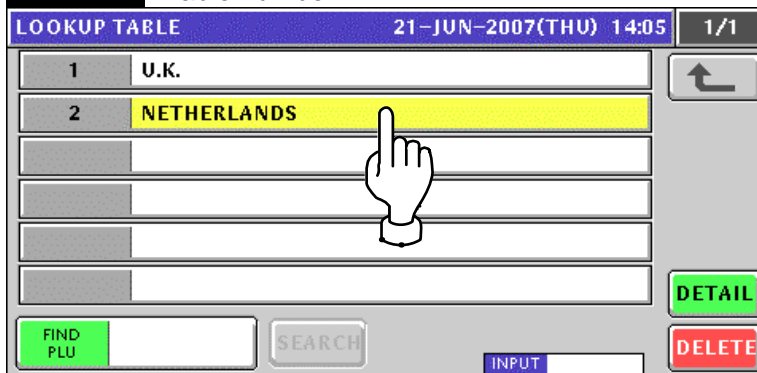 LOOKUP TABLE 21-JUN-2007(THU) 14:05 1/1
1 U.K.
2 NETHERLANDS
DETAIL
FIND
PLU
SEARCH
DELETE
INPUT